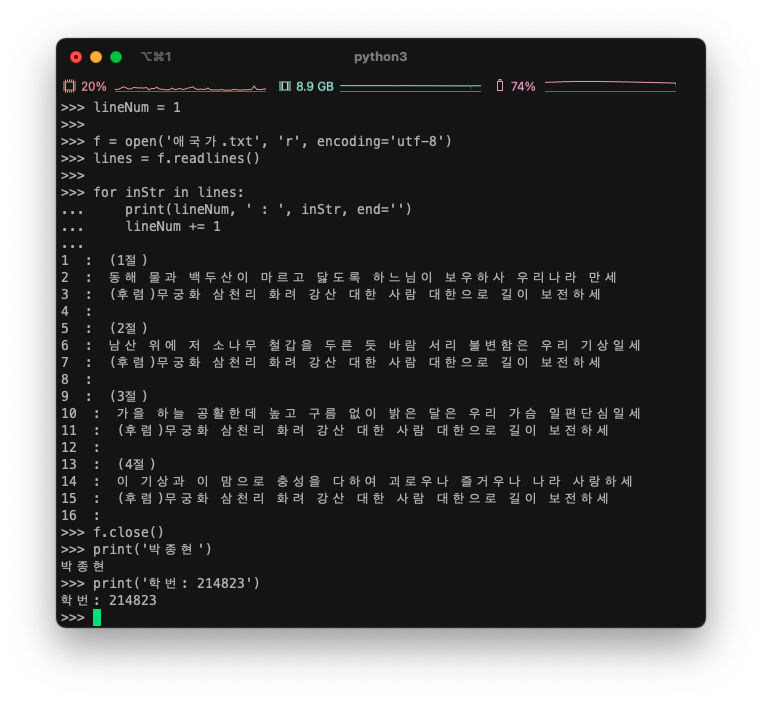 ⌥⌘1 python3
20% 8.9 GB 74%
>>> lineNum = 1
>>>
>>> f = open('애국가.txt', 'r', encoding='utf-8')
>>> lines = f.readlines()
>>>
>>> for inStr in lines:
...     print(lineNum, ' : ', inStr, end='')
...     lineNum += 1
...
1  :  (1절)
2  :  동해 물과 백두산이 마르고 닳도록 하느님이 보우하사 우리나라 만세
3  :  (후렴)무궁화 삼천리 화려 강산 대한 사람 대한으로 길이 보전하세
4  :
5  :  (2절)
6  :  남산 위에 저 소나무 철갑을 두른 듯 바람 서리 불변함은 우리 기상일세
7  :  (후렴)무궁화 삼천리 화려 강산 대한 사람 대한으로 길이 보전하세
8  :
9  :  (3절)
10  :  가을 하늘 공활한데 높고 구름 없이 밝은 달은 우리 가슴 일편단심일세
11  :  (후렴)무궁화 삼천리 화려 강산 대한 사람 대한으로 길이 보전하세
12  :
13  :  (4절)
14  :  이 기상과 이 맘으로 충성을 다하여 괴로우나 즐거우나 나라 사랑하세
15  :  (후렴)무궁화 삼천리 화려 강산 대한 사람 대한으로 길이 보전하세
16  :
>>> f.close()
>>> print('박종현')
박종현
>>> print('학번: 214823')
학번: 214823
>>>